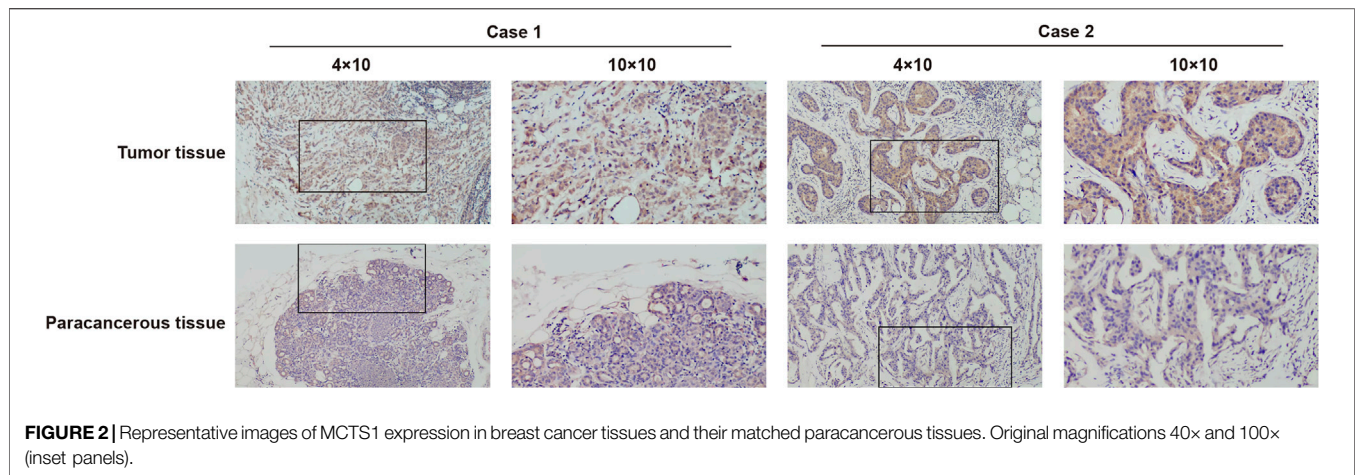 Case 1
Case 2
4×10
10×10
4×10
10×10
Tumor tissue
Paracancerous tissue
FIGURE 2 | Representative images of MCTS1 expression in breast cancer tissues and their matched paracancerous tissues. Original magnifications 40× and 100×
(inset panels).